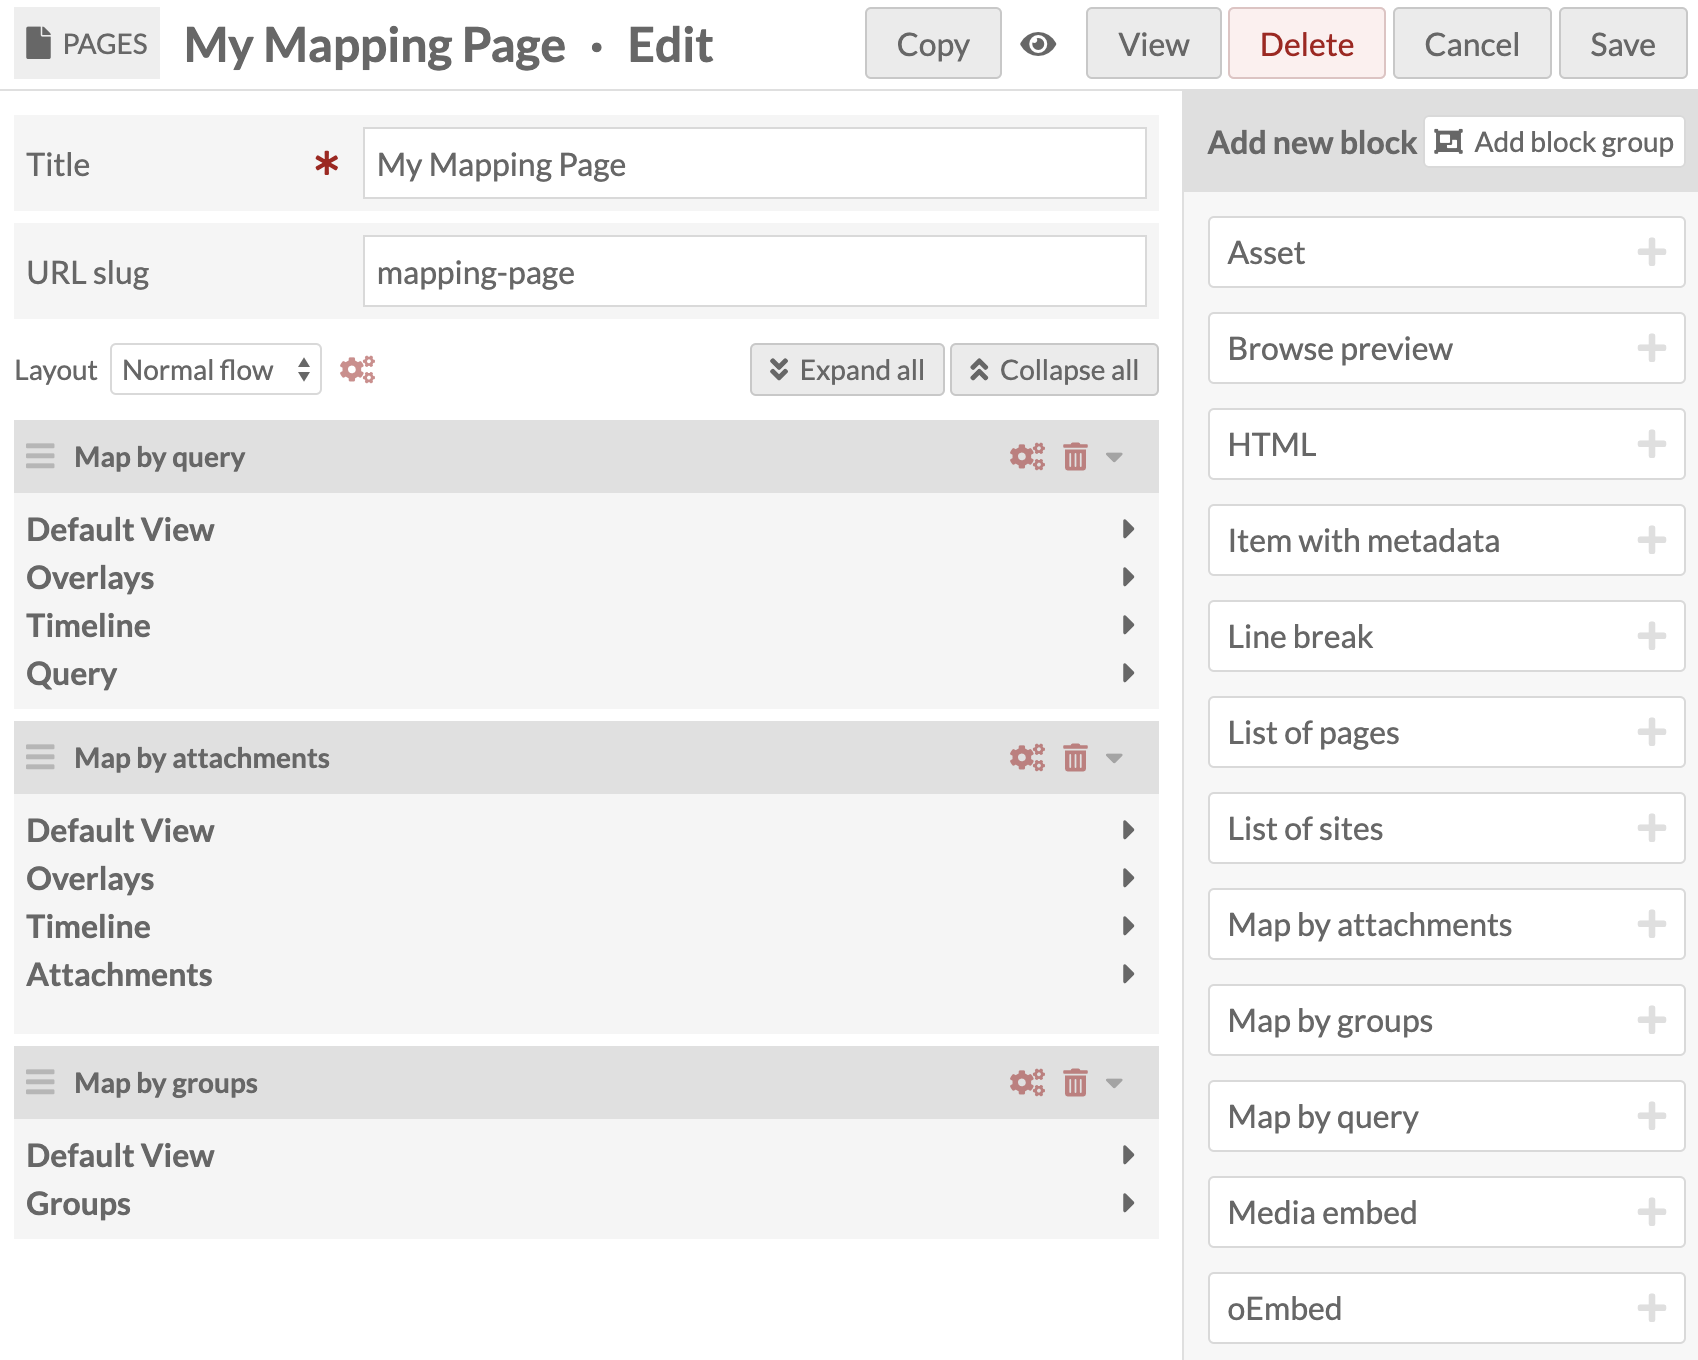 PAGES My Mapping Page · Edit Copy View Delete Cancel Save
Title * My Mapping Page
URL slug mapping-page
Layout Normal flow Expand all Collapse all
Map by query
Default View
Overlays
Timeline
Query
Map by attachments
Default View
Overlays
Timeline
Attachments
Map by groups
Default View
Groups
Add new block Add block group
Asset
Browse preview
HTML
Item with metadata
Line break
List of pages
List of sites
Map by attachments
Map by groups
Map by query
Media embed
oEmbed